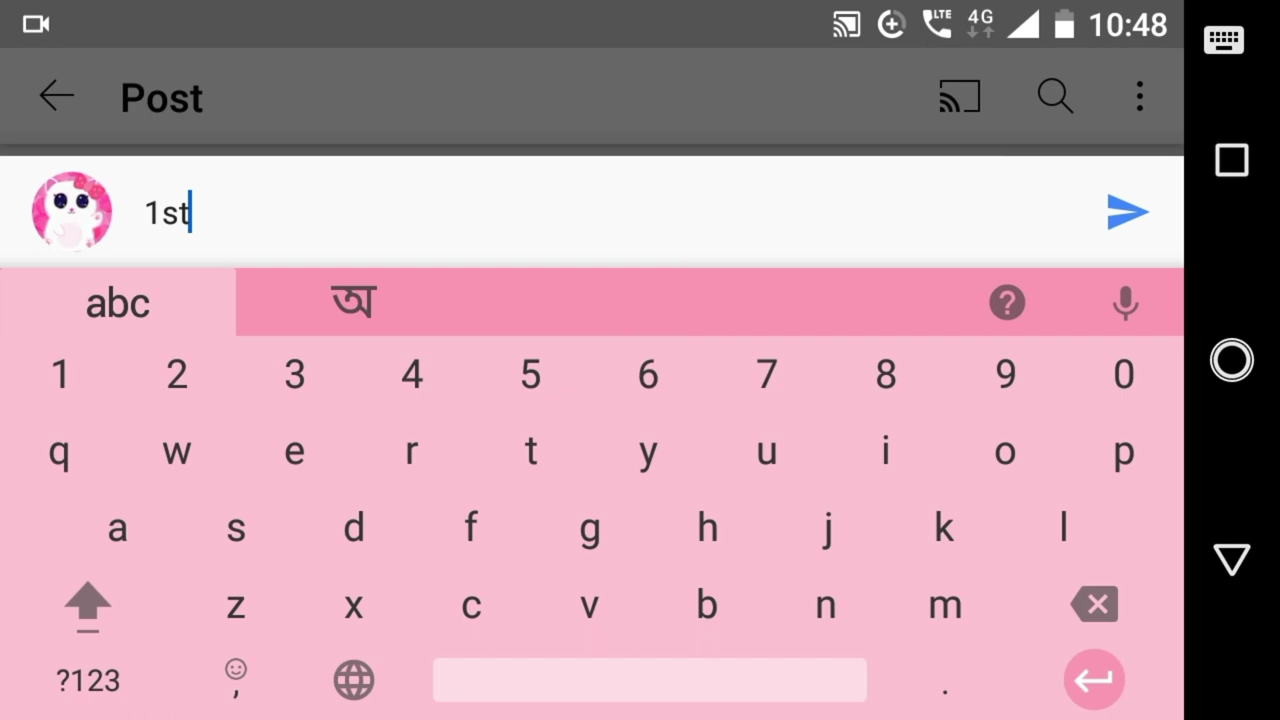 LTE 4G 10:48
Post
1st
abc অ
1 2 3 4 5 6 7 8 9 0
q w e r t y u i o p
a s d f g h j k l
z x c v b n m
?123 , .